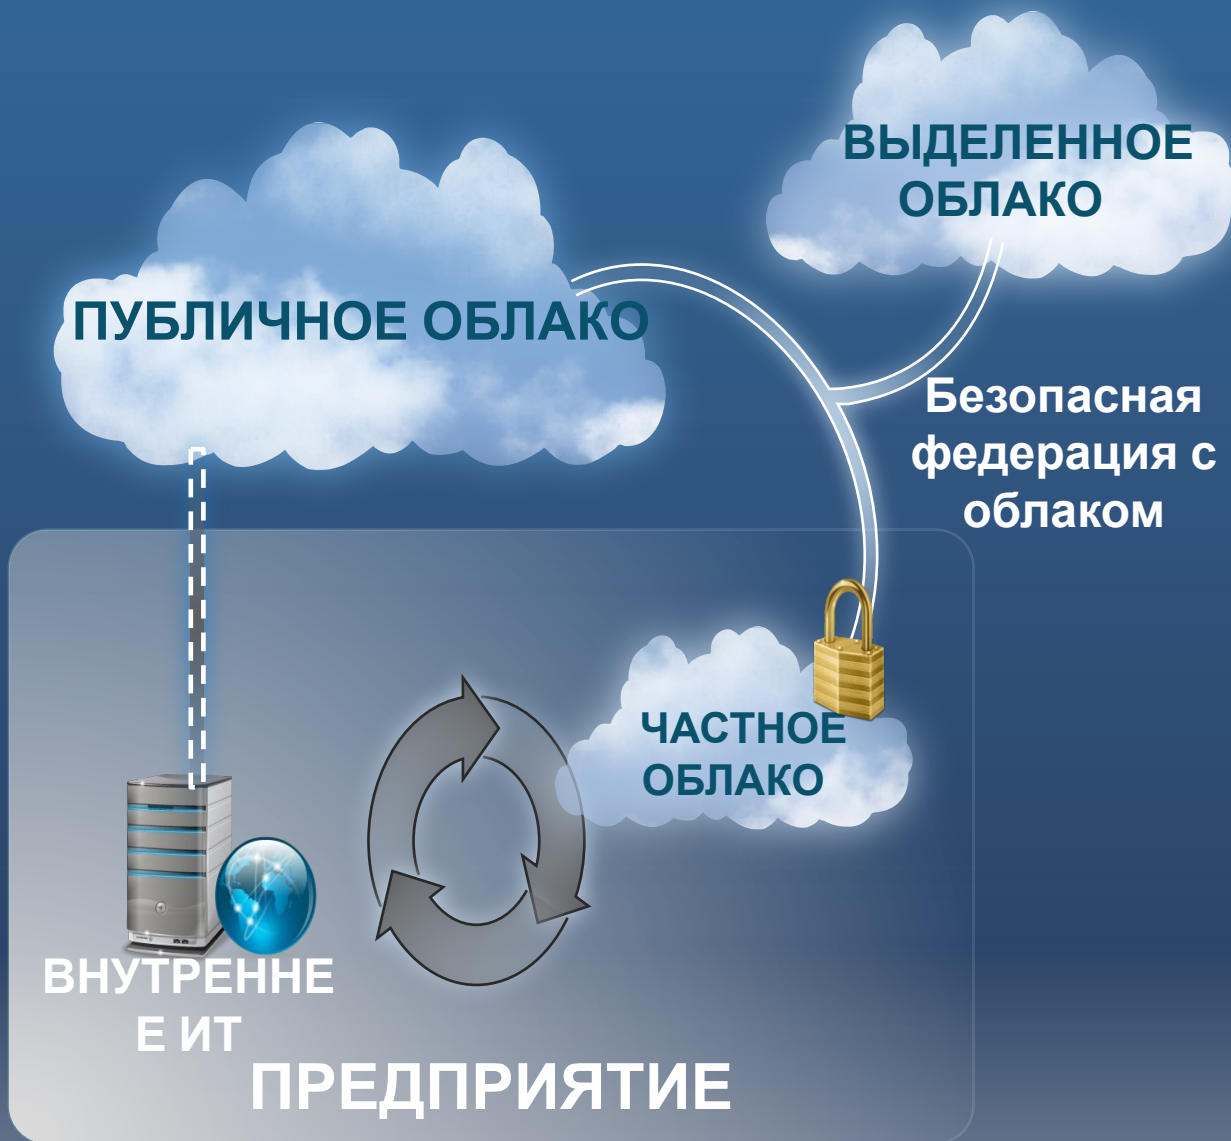 ВЫДЕЛЕННОЕ
ОБЛАКО
ПУБЛИЧНОЕ ОБЛАКО
Безопасная
федерация с
облаком
ЧАСТНОЕ
ОБЛАКО
ВНУТРЕННЕ
Е ИТ
ПРЕДПРИЯТИЕ